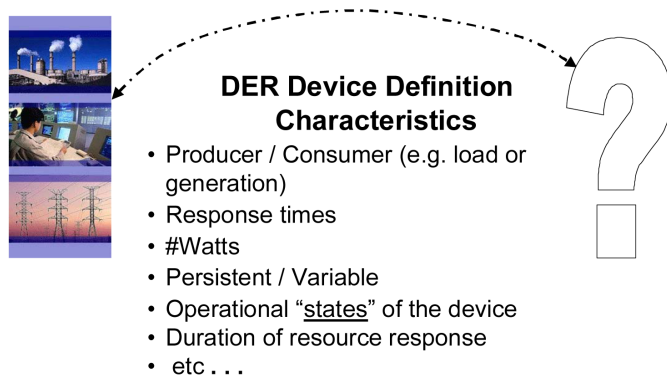 DER Device Definition
Characteristics
• Producer / Consumer (e.g. load or
generation)
• Response times
• #Watts
• Persistent / Variable
• Operational “states” of the device
• Duration of resource response
• etc . . .
?